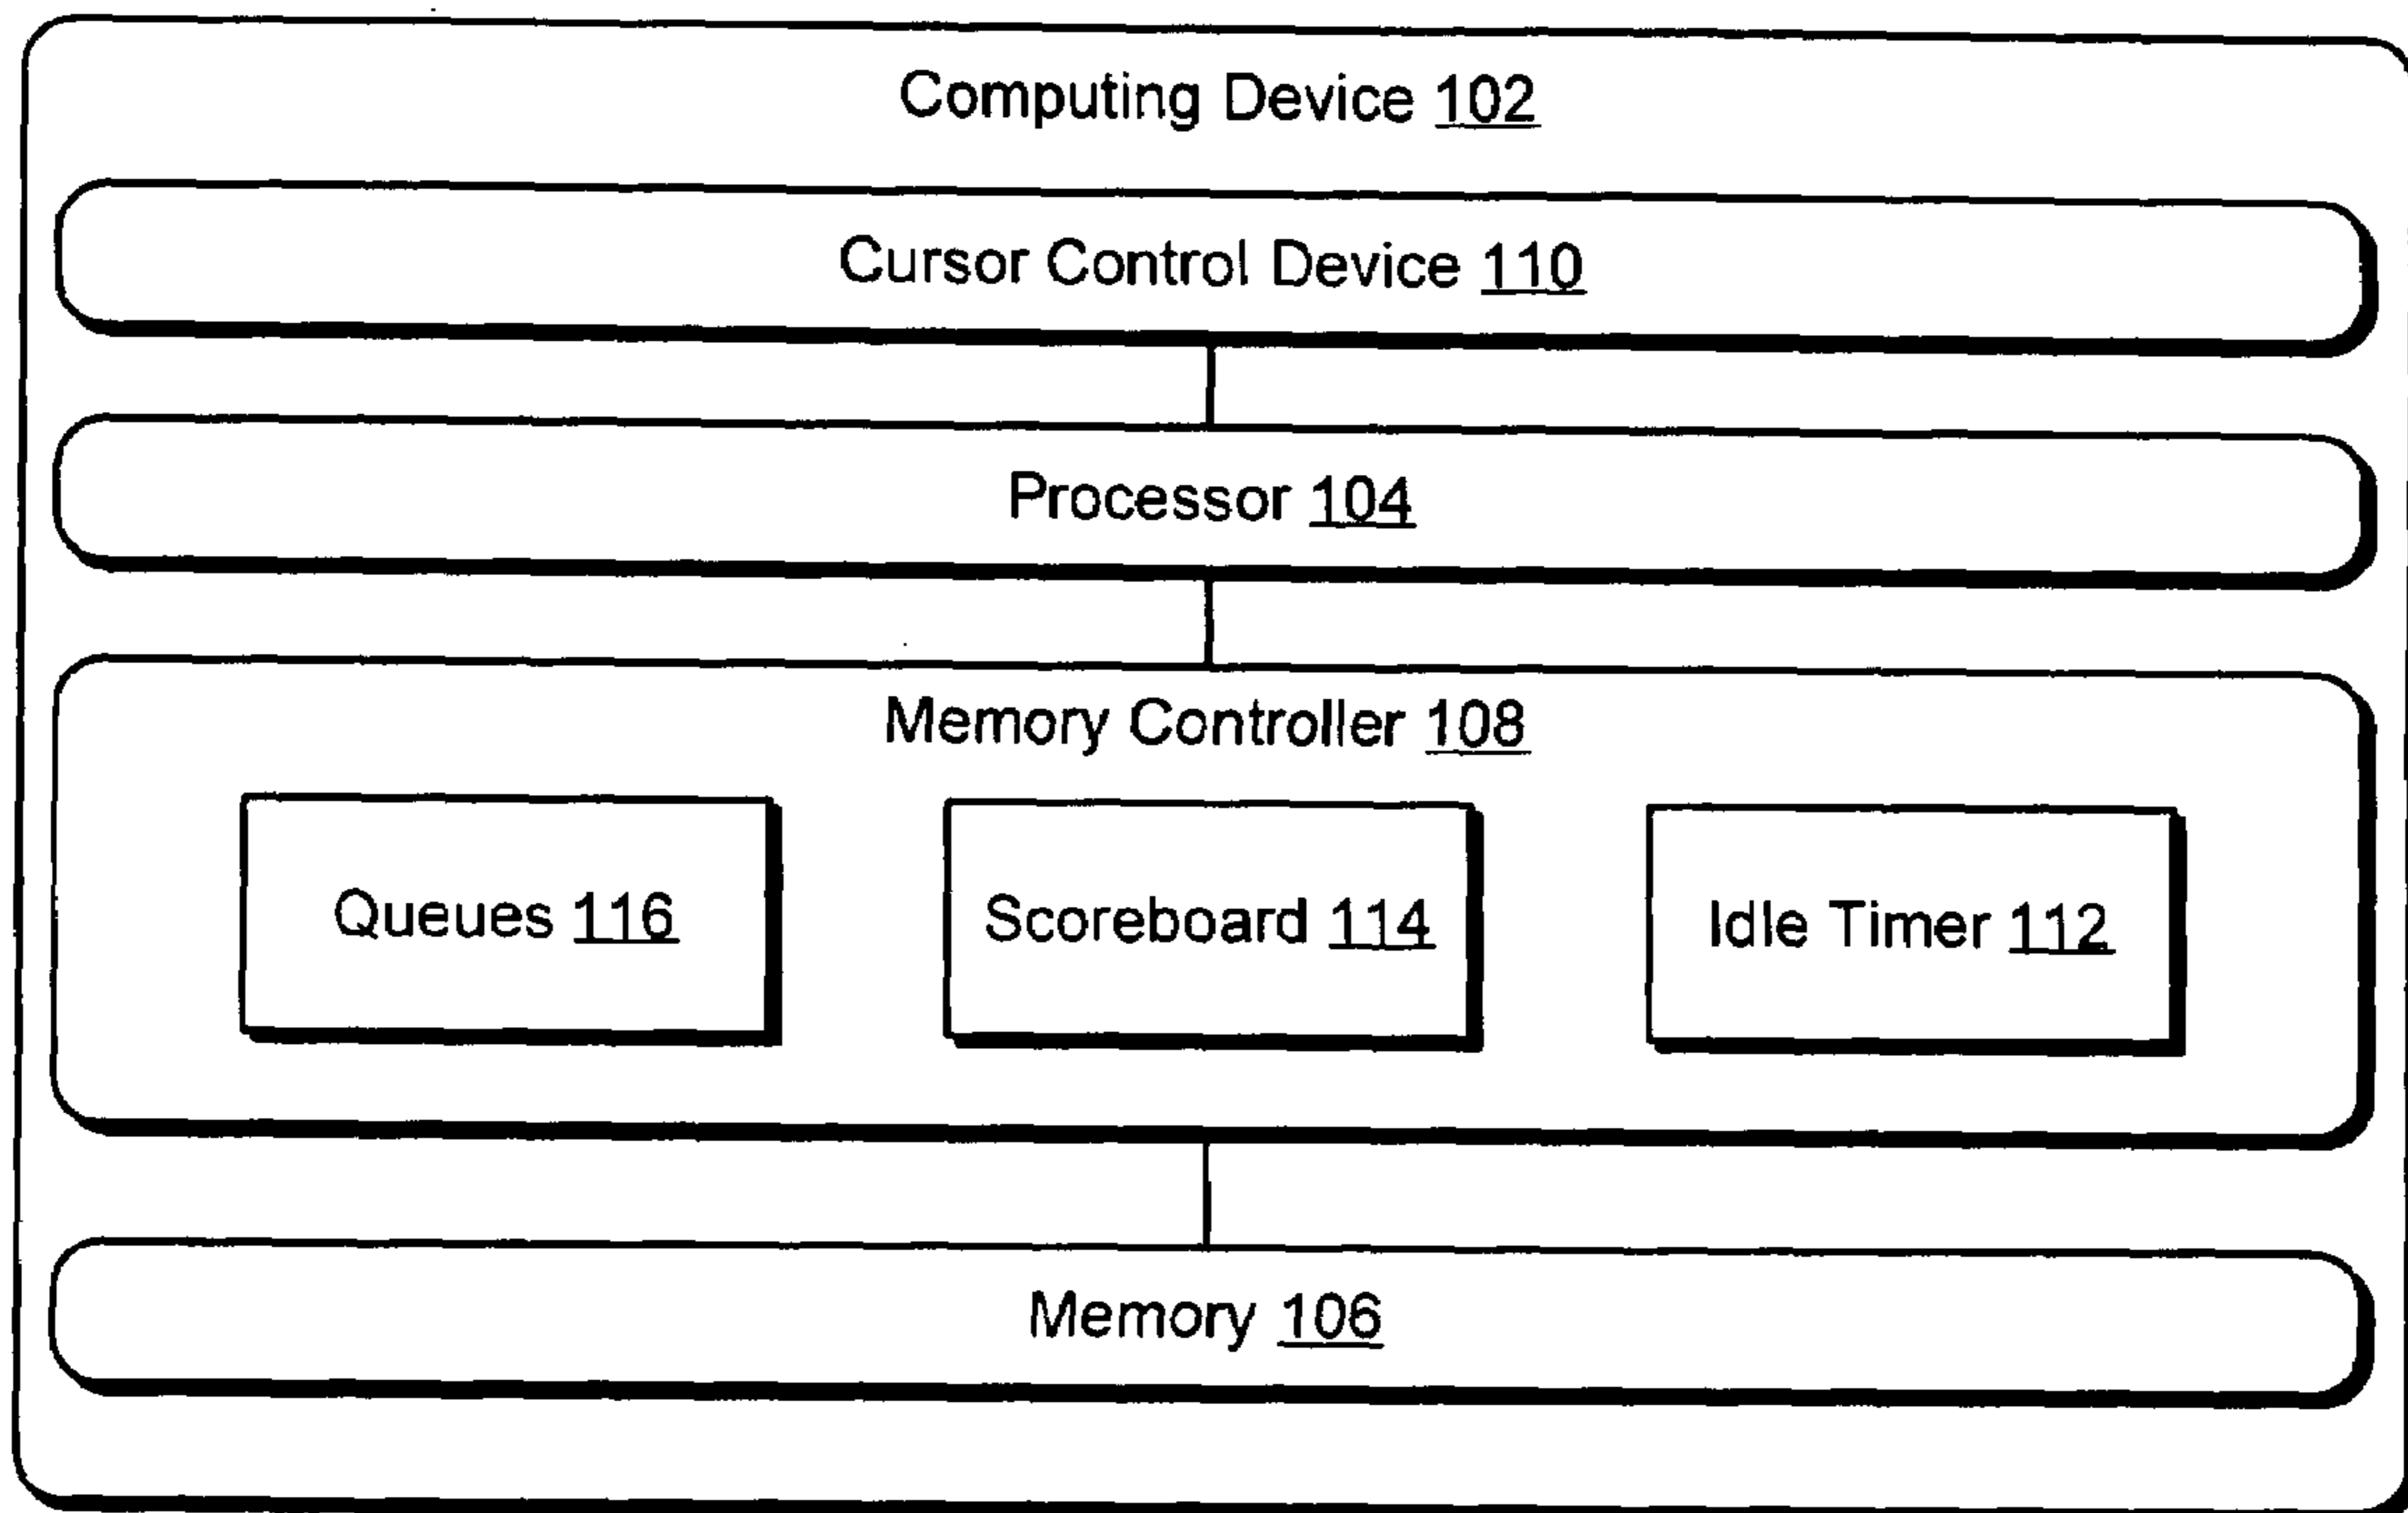 Computing Device 102
Cursor Control Device 110
Processor 104
Memory Controller 108
Queues 116
Scoreboard 114
Idle Timer 112
Memory 106